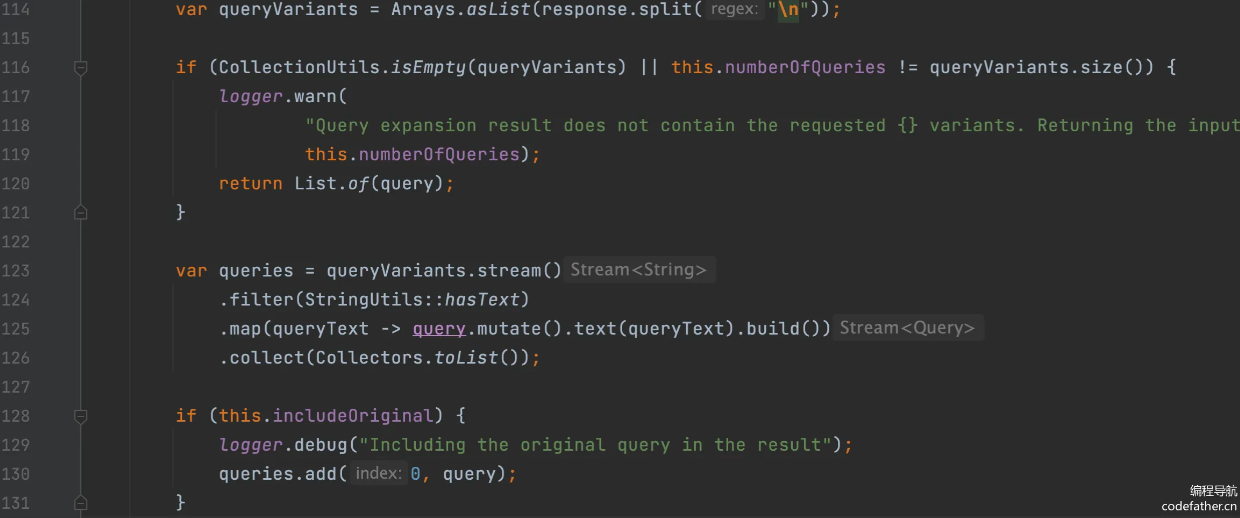 114 var queryVariants = Arrays.asList(response.split( regex: "\n"));
115
116 if (CollectionUtils.isEmpty(queryVariants) || this.numberOfQueries != queryVariants.size()) {
117 logger.warn(
118 "Query expansion result does not contain the requested {} variants. Returning the input
119 this.numberOfQueries);
120 return List.of(query);
121 }
122
123 var queries = queryVariants.stream() Stream<String>
124 .filter(StringUtils::hasText)
125 .map(queryText -> query.mutate().text(queryText).build()) Stream<Query>
126 .collect(Collectors.toList());
127
128 if (this.includeOriginal) {
129 logger.debug("Including the original query in the result");
130 queries.add( index: 0, query);
131 }
编程导航
codefather.cn